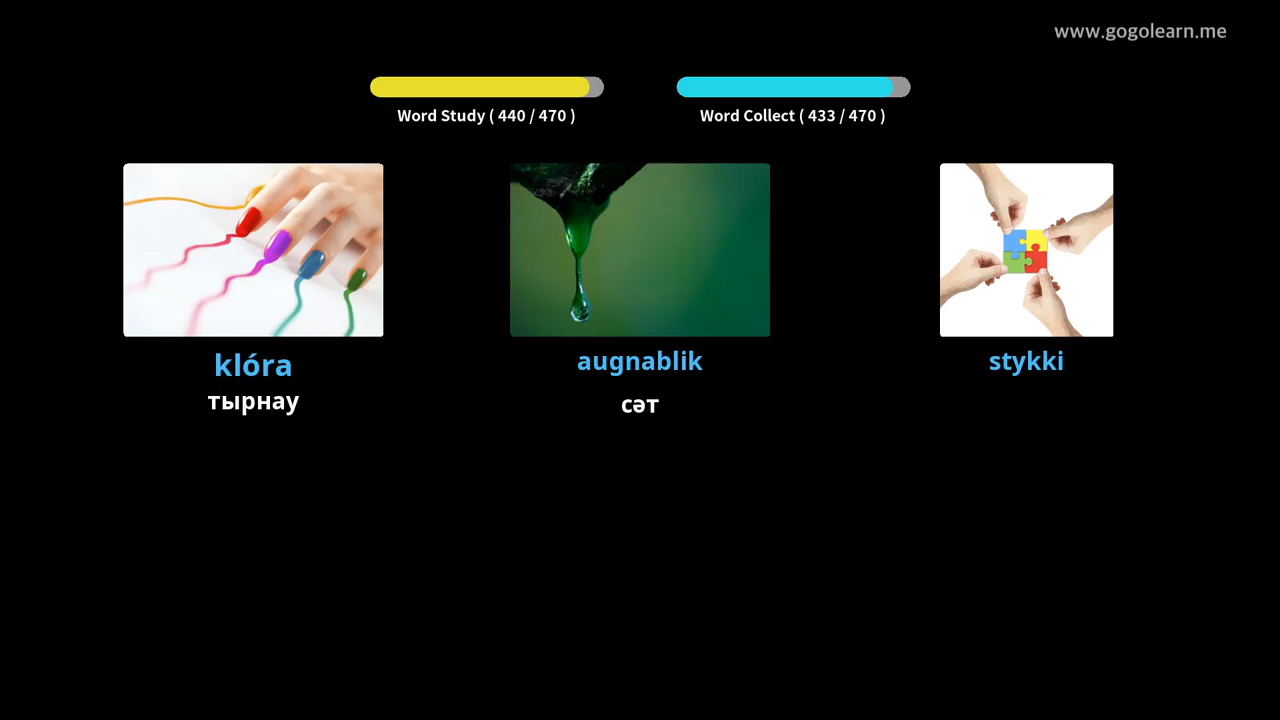 www.gogolearn.me
Word Study ( 440 / 470 )
Word Collect ( 433 / 470 )
klóra
тырнау
augnablik
сәт
stykki